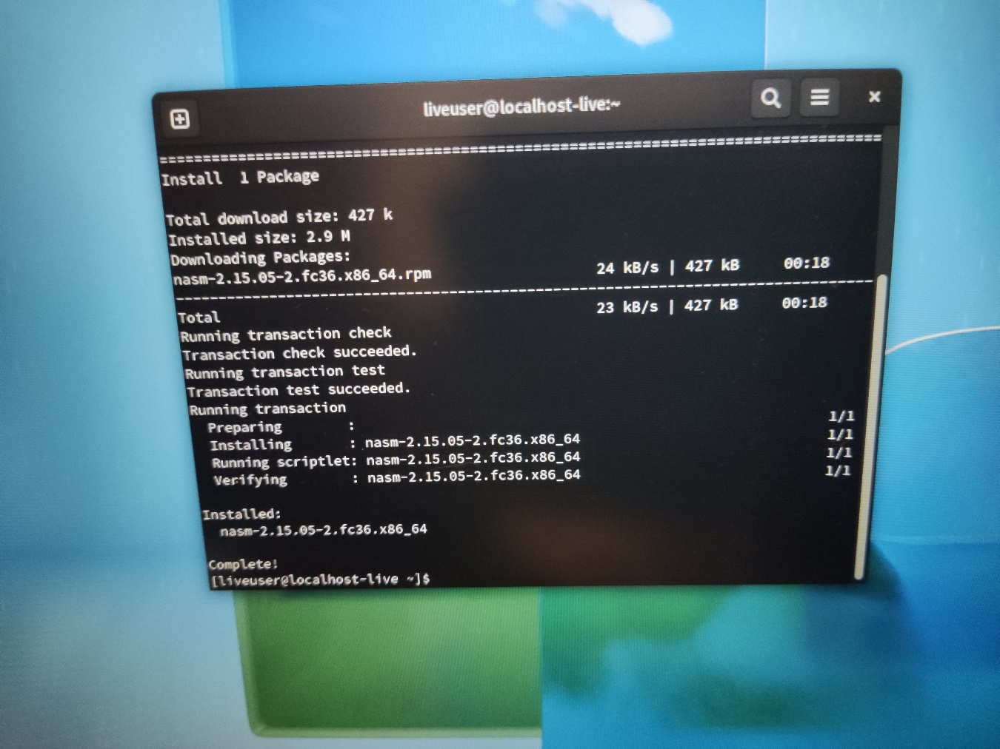 liveuser@localhost-live:~
================================================================================
Install  1 Package

Total download size: 427 k
Installed size: 2.9 M
Downloading Packages:
nasm-2.15.05-2.fc36.x86_64.rpm                  24 kB/s | 427 kB     00:18
--------------------------------------------------------------------------------
Total                                           23 kB/s | 427 kB     00:18
Running transaction check
Transaction check succeeded.
Running transaction test
Transaction test succeeded.
Running transaction
  Preparing        :                                                        1/1
  Installing       : nasm-2.15.05-2.fc36.x86_64                             1/1
  Running scriptlet: nasm-2.15.05-2.fc36.x86_64                             1/1
  Verifying        : nasm-2.15.05-2.fc36.x86_64                             1/1

Installed:
  nasm-2.15.05-2.fc36.x86_64

Complete!
[liveuser@localhost-live ~]$